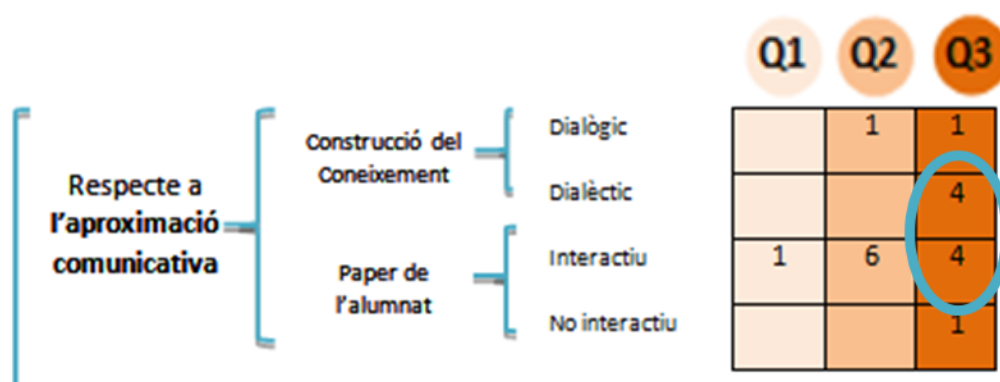 Q1 Q2 Q3
Respecte a
l'aproximació
comunicativa
Construcció del
Coneixement
Dialògic 1 1
Dialèctic 4
Paper de
l'alumnat
Interactiu 1 6 4
No interactiu 1